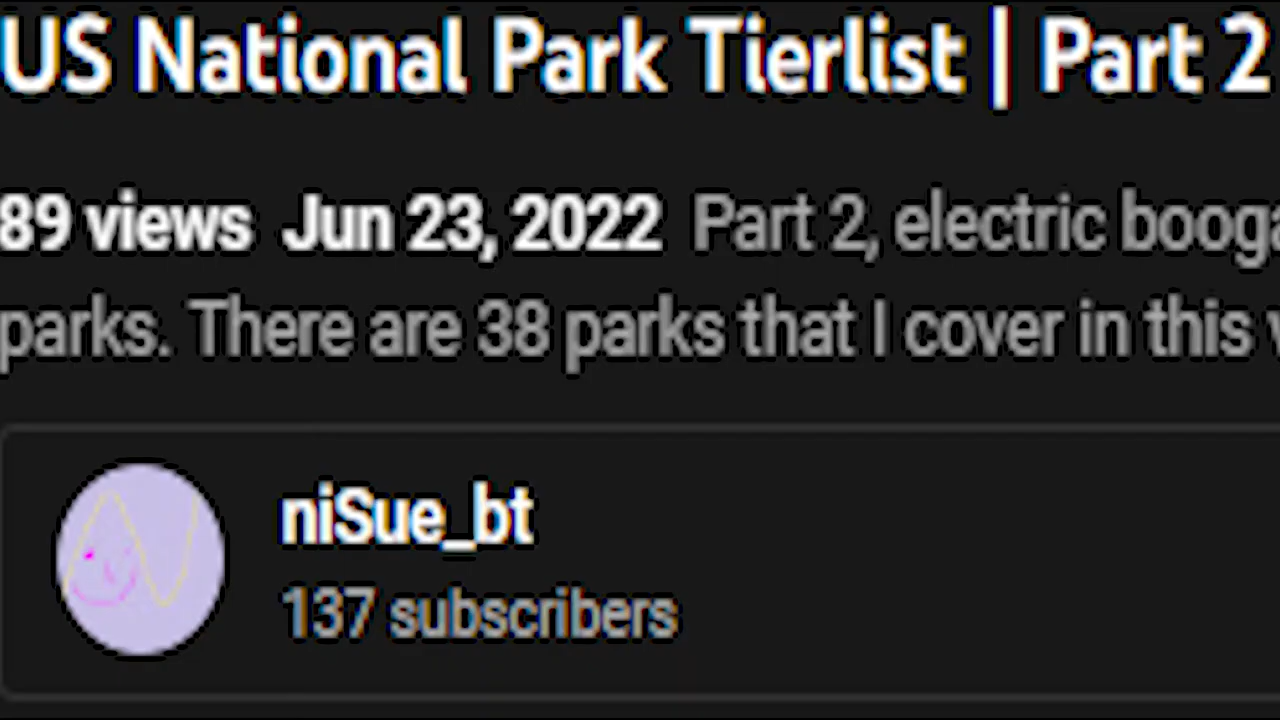 US National Park Tierlist | Part 2
89 views Jun 23, 2022 Part 2, electric booga
parks. There are 38 parks that I cover in this v
niSue_bt
137 subscribers